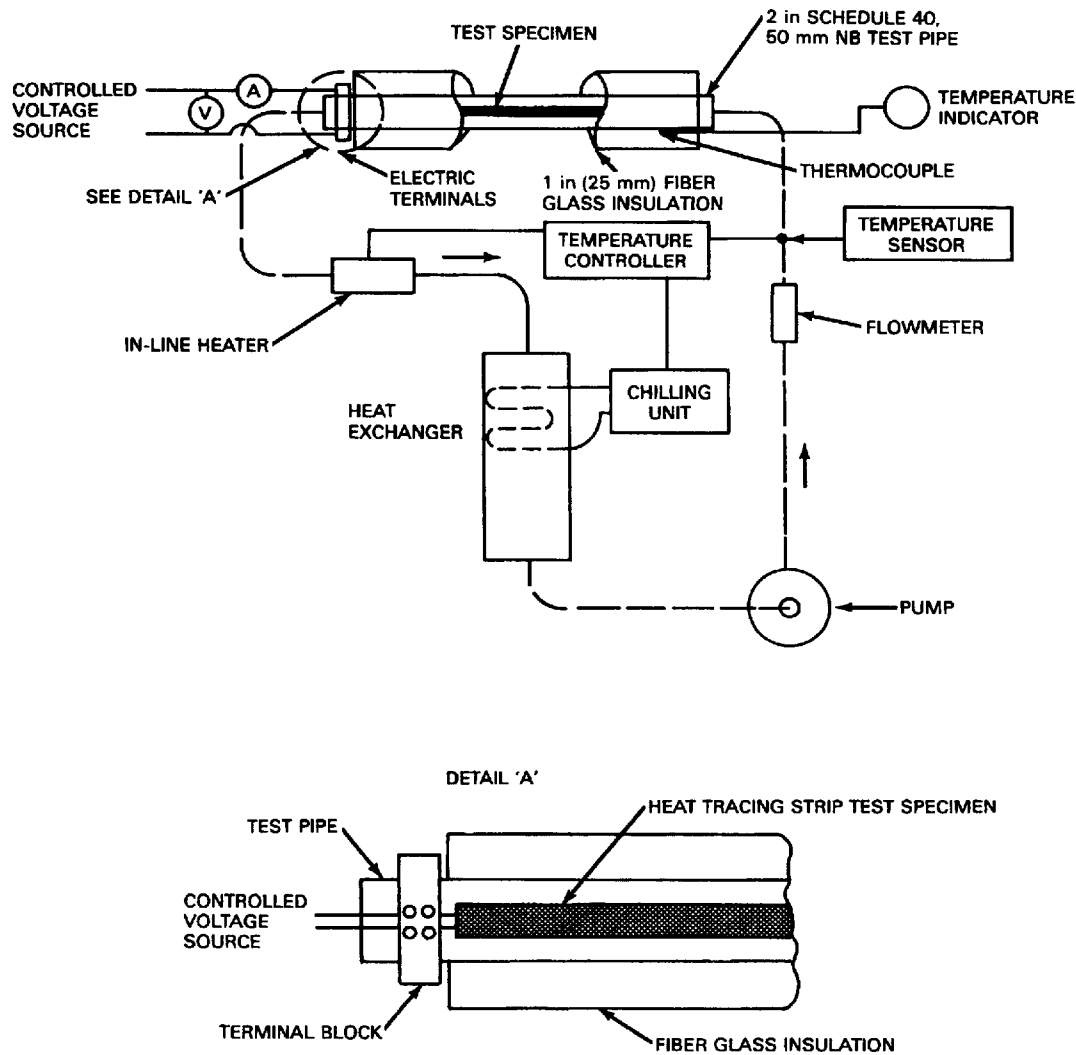 2 in SCHEDULE 40,
50 mm NB TEST PIPE
TEST SPECIMEN
CONTROLLED
VOLTAGE
SOURCE
A
V
TEMPERATURE
INDICATOR
THERMOCOUPLE
SEE DETAIL 'A'
ELECTRIC
TERMINALS
1 in (25 mm) FIBER
GLASS INSULATION
TEMPERATURE
CONTROLLER
TEMPERATURE
SENSOR
IN-LINE HEATER
FLOWMETER
HEAT
EXCHANGER
CHILLING
UNIT
PUMP
DETAIL 'A'
HEAT TRACING STRIP TEST SPECIMEN
TEST PIPE
CONTROLLED
VOLTAGE
SOURCE
TERMINAL BLOCK
FIBER GLASS INSULATION